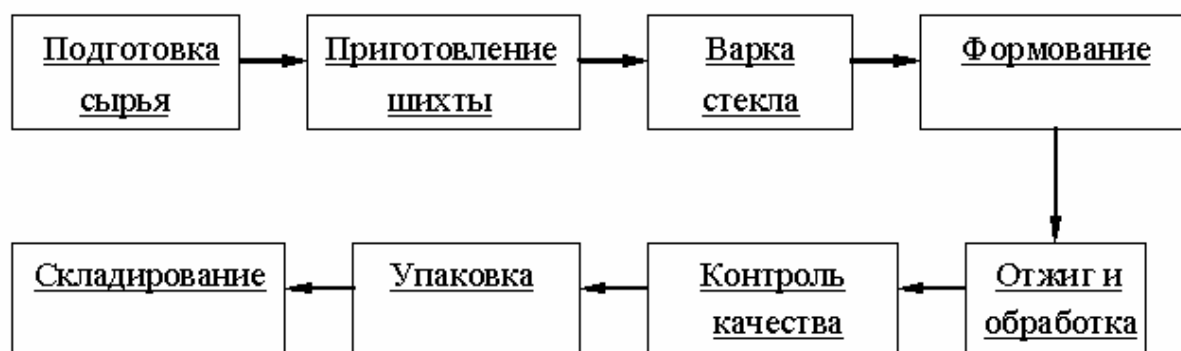 Подготовка
сырья
Приготовление
шихты
Варка
стекла
Формование
Отжиг и
обработка
Контроль
качества
Упаковка
Складирование